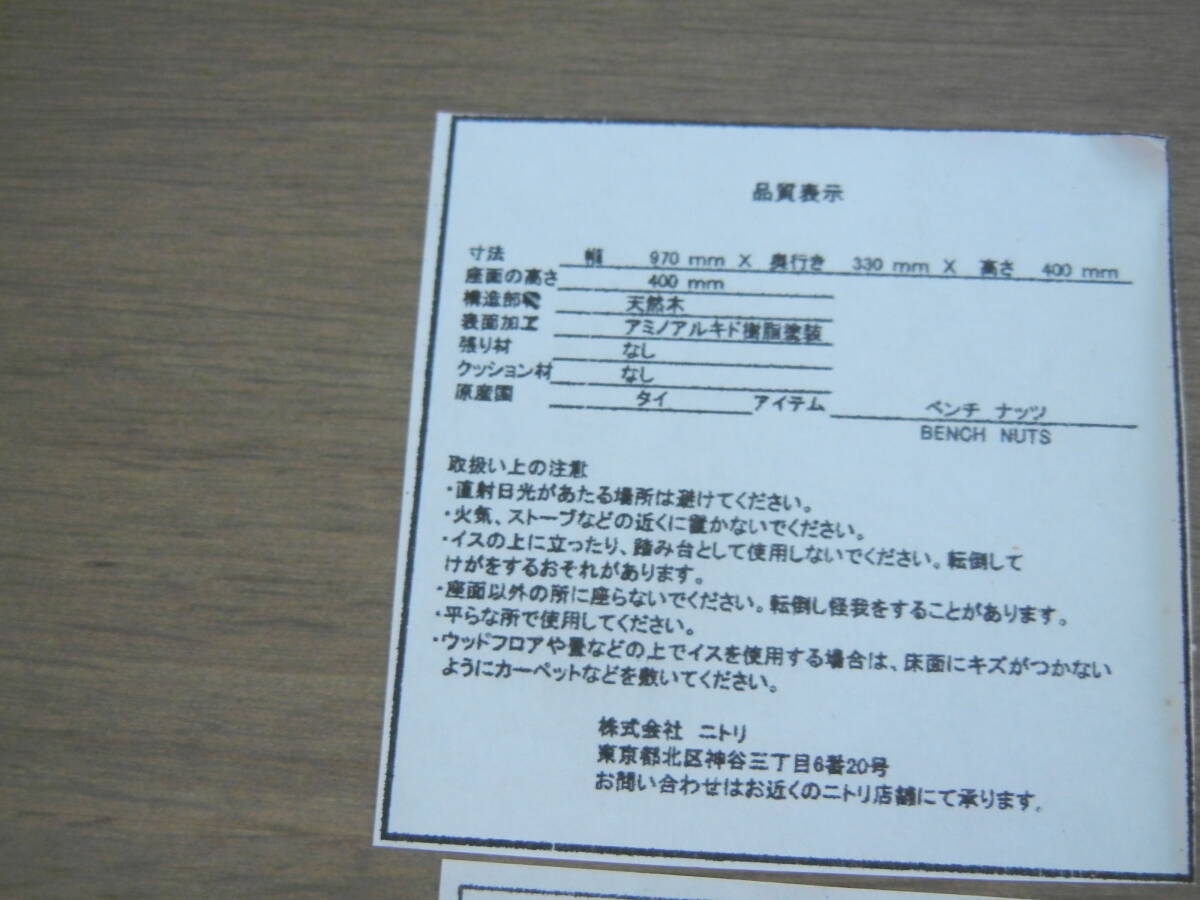 品質表示
寸法 幅 970 mm X 奥行き 330 mm X 高さ 400 mm
座面の高さ 400 mm
構造部材 天然木
表面加工 アミノアルキド樹脂塗装
張り材 なし
クッション材 なし
原産国 タイ アイテム ベンチ ナッツ
BENCH NUTS
取扱い上の注意
・直射日光があたる場所は避けてください。
・火気、ストーブなどの近くに置かないでください。
・イスの上に立ったり、踏み台として使用しないでください。転倒して
けがをするおそれがあります。
・座面以外の所に座らないでください。転倒し怪我をすることがあります。
・平らな所で使用してください。
・ウッドフロアや畳などの上でイスを使用する場合は、床面にキズがつかない
ようにカーペットなどを敷いてください。
株式会社 ニトリ
東京都北区神谷三丁目6番20号
お問い合わせはお近くのニトリ店舗にて承ります。